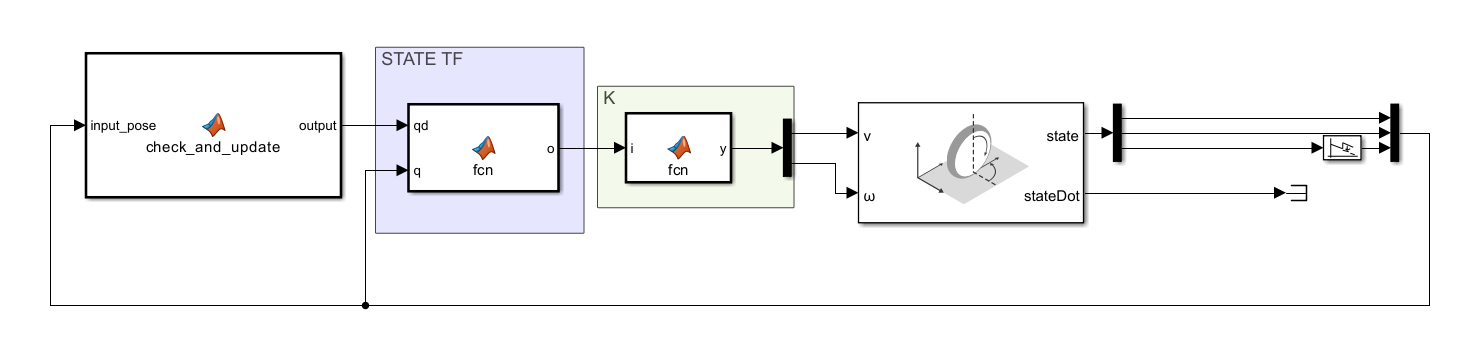 STATE TF
K
input_pose
output
check_and_update
qd
q
o
fcn
i
y
fcn
v
ω
state
stateDot